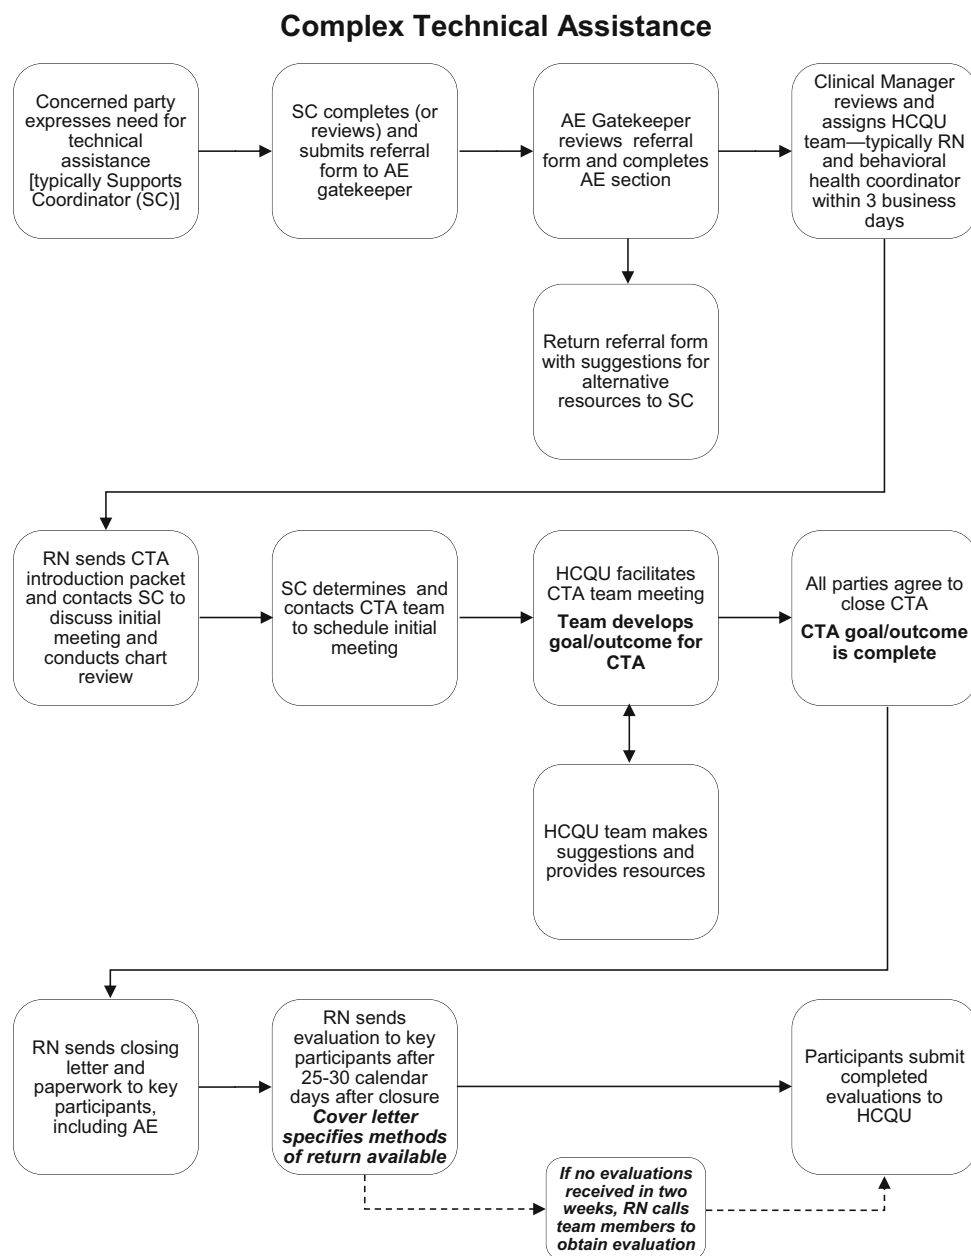 Complex Technical Assistance
Concerned party
expresses need for
technical
assistance
[typically Supports
Coordinator (SC)]
SC completes (or
reviews) and
submits referral
form to AE
gatekeeper
AE Gatekeeper
reviews referral
form and completes
AE section
Clinical Manager
reviews and
assigns HCQU
team—typically RN
and behavioral
health coordinator
within 3 business
days
Return referral form
with suggestions for
alternative
resources to SC
RN sends CTA
introduction packet
and contacts SC to
discuss initial
meeting and
conducts chart
review
SC determines and
contacts CTA team
to schedule initial
meeting
HCQU facilitates
CTA team meeting
Team develops
goal/outcome for
CTA
All parties agree to
close CTA
CTA goal/outcome
is complete
HCQU team makes
suggestions and
provides resources
RN sends closing
letter and
paperwork to key
participants,
including AE
RN sends
evaluation to key
participants after
25-30 calendar
days after closure
Cover letter
specifies methods
of return available
Participants submit
completed
evaluations to
HCQU
If no evaluations
received in two
weeks, RN calls
team members to
obtain evaluation